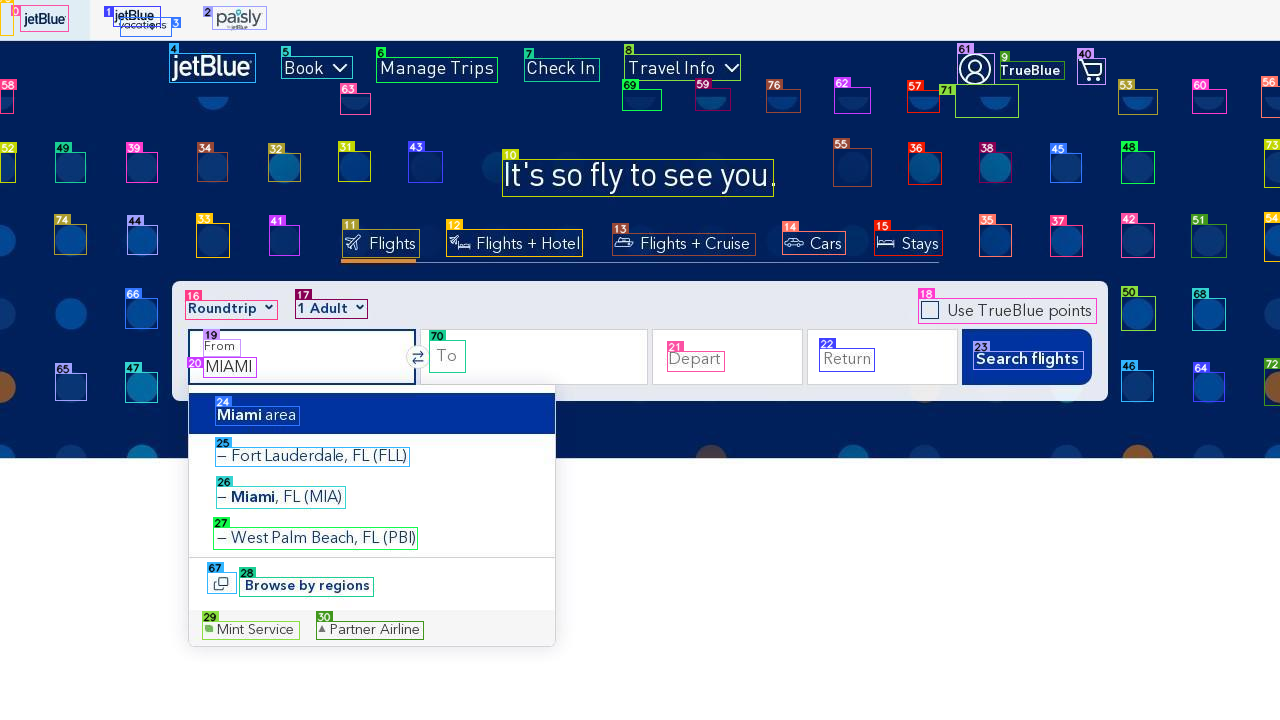 jetBlue
jetBlue vacations
paisly
jetBlue
Book
Manage Trips
Check In
Travel Info
TrueBlue
It's so fly to see you.
Flights
Flights + Hotel
Flights + Cruise
Cars
Stays
Roundtrip
1 Adult
Use TrueBlue points
From
MIAMI
To
Depart
Return
Search flights
Miami area
– Fort Lauderdale, FL (FLL)
– Miami, FL (MIA)
– West Palm Beach, FL (PBI)
Browse by regions
Mint Service
Partner Airline